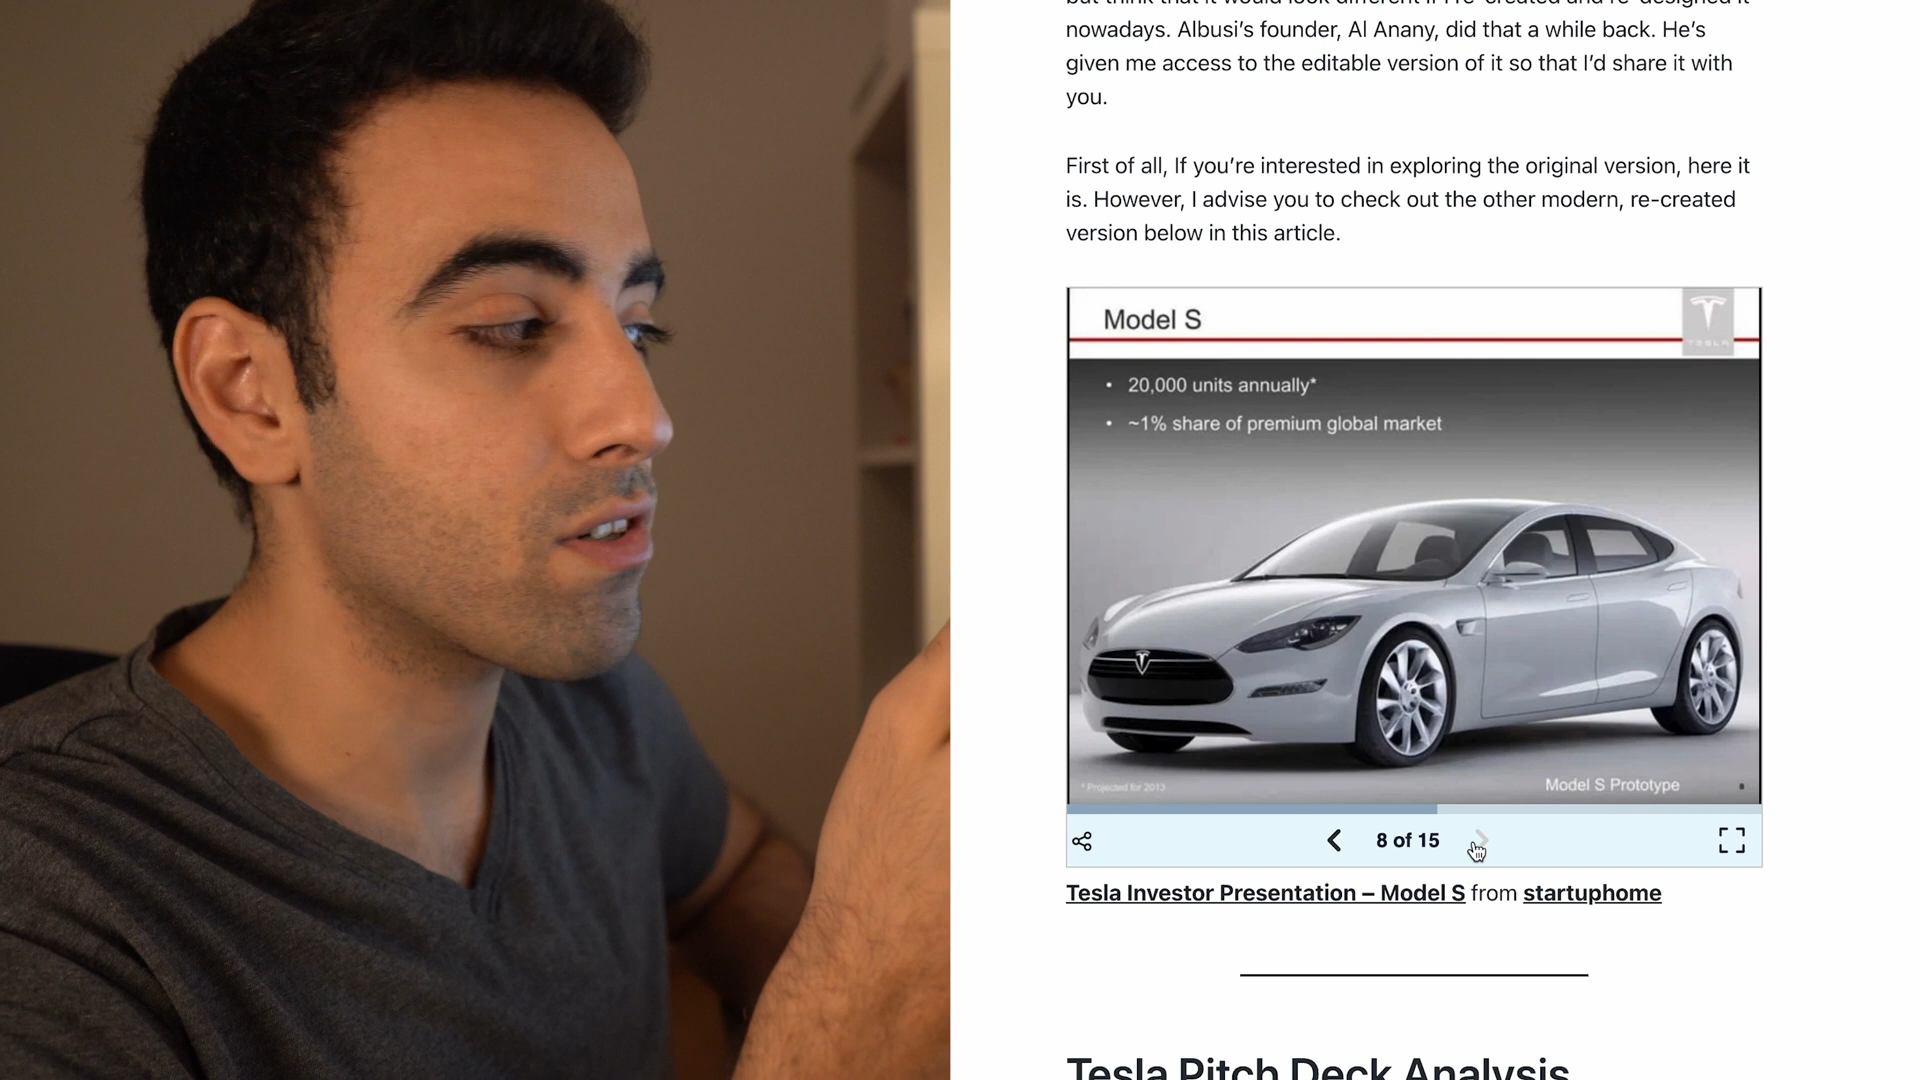 nowadays. Albusi’s founder, Al Anany, did that a while back. He’s
given me access to the editable version of it so that I’d share it with
you.
First of all, If you’re interested in exploring the original version, here it
is. However, I advise you to check out the other modern, re-created
version below in this article.
Model S
TESLA
• 20,000 units annually*
• ~1% share of premium global market
* Projected for 2013
Model S Prototype
8 of 15
Tesla Investor Presentation – Model S from startuphome
Tesla Pitch Deck Analysis